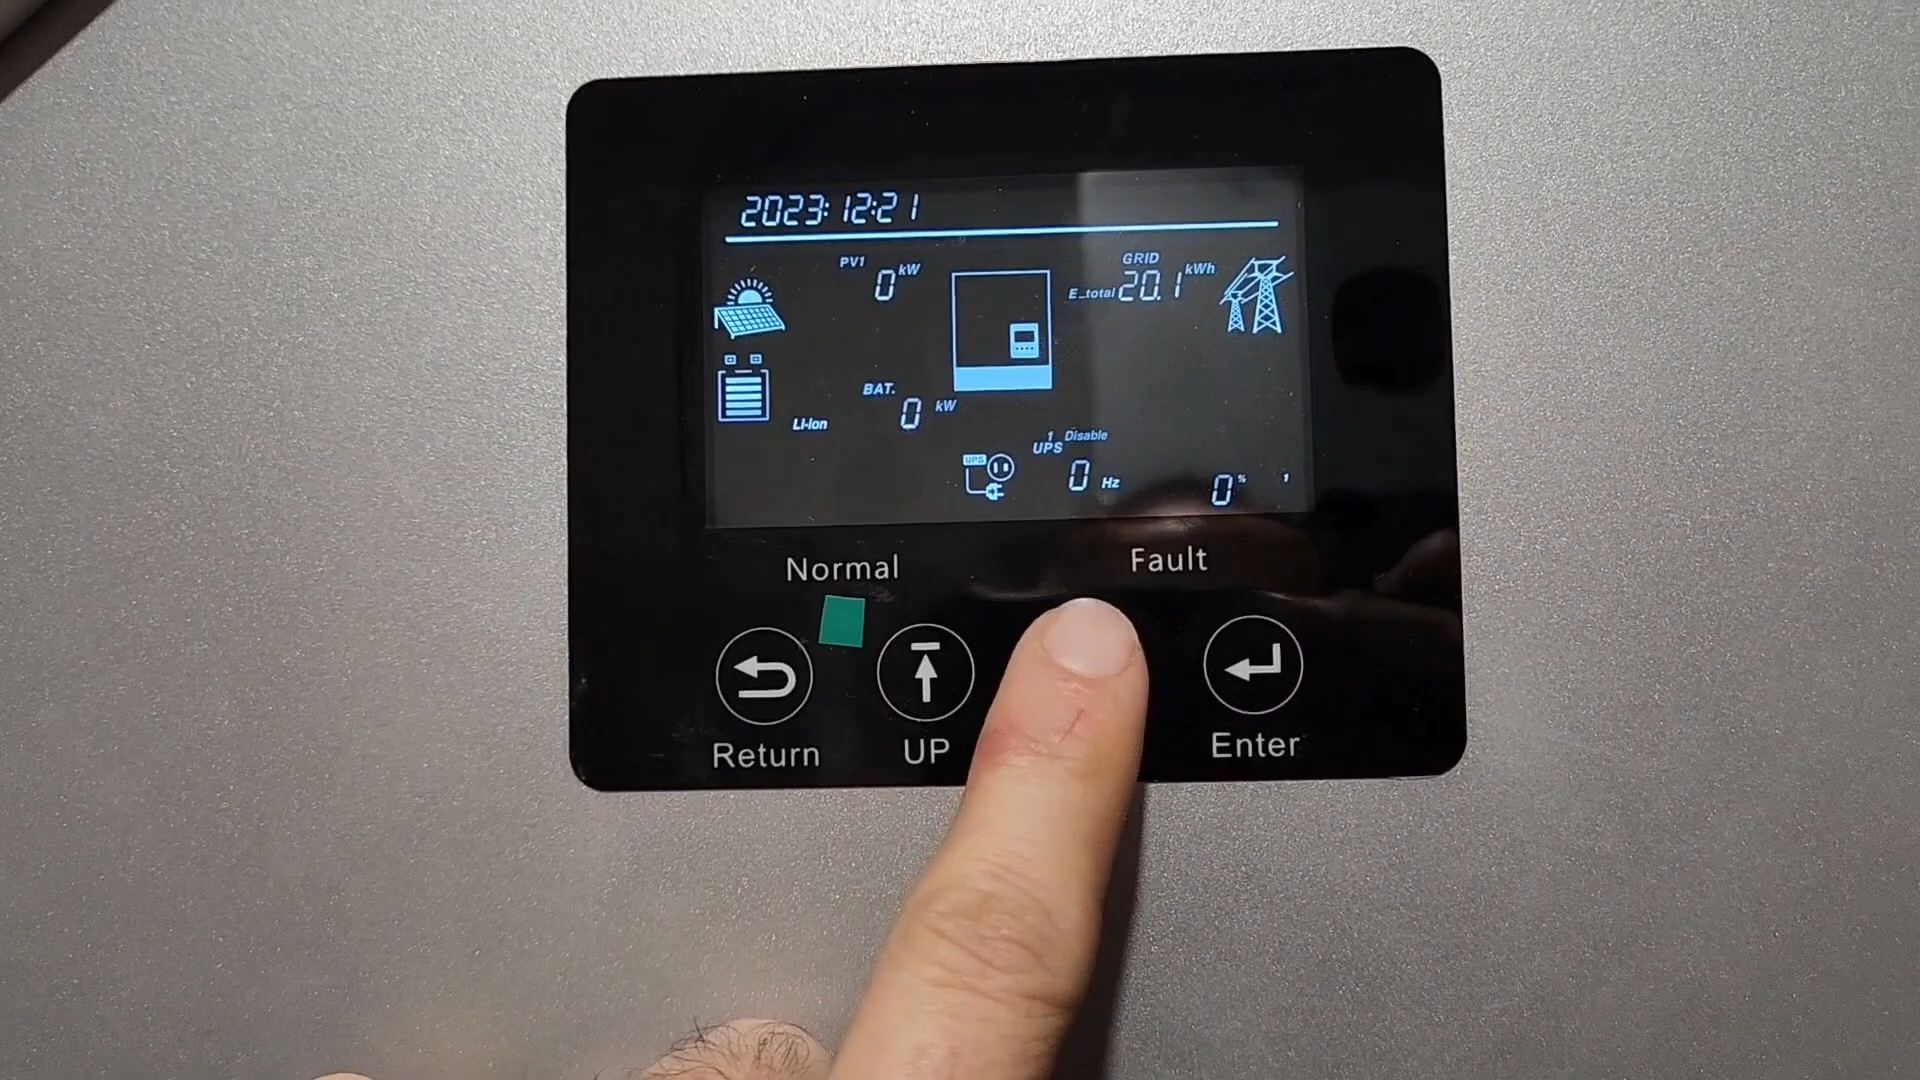 2023:12:21
PV1
0 kW
GRID
E_total 20.1 kWh
BAT.
0 kW
LI-Ion
1 Disable
UPS
UPS
0 Hz
0 %
1
Normal
Fault
Return
UP
Enter